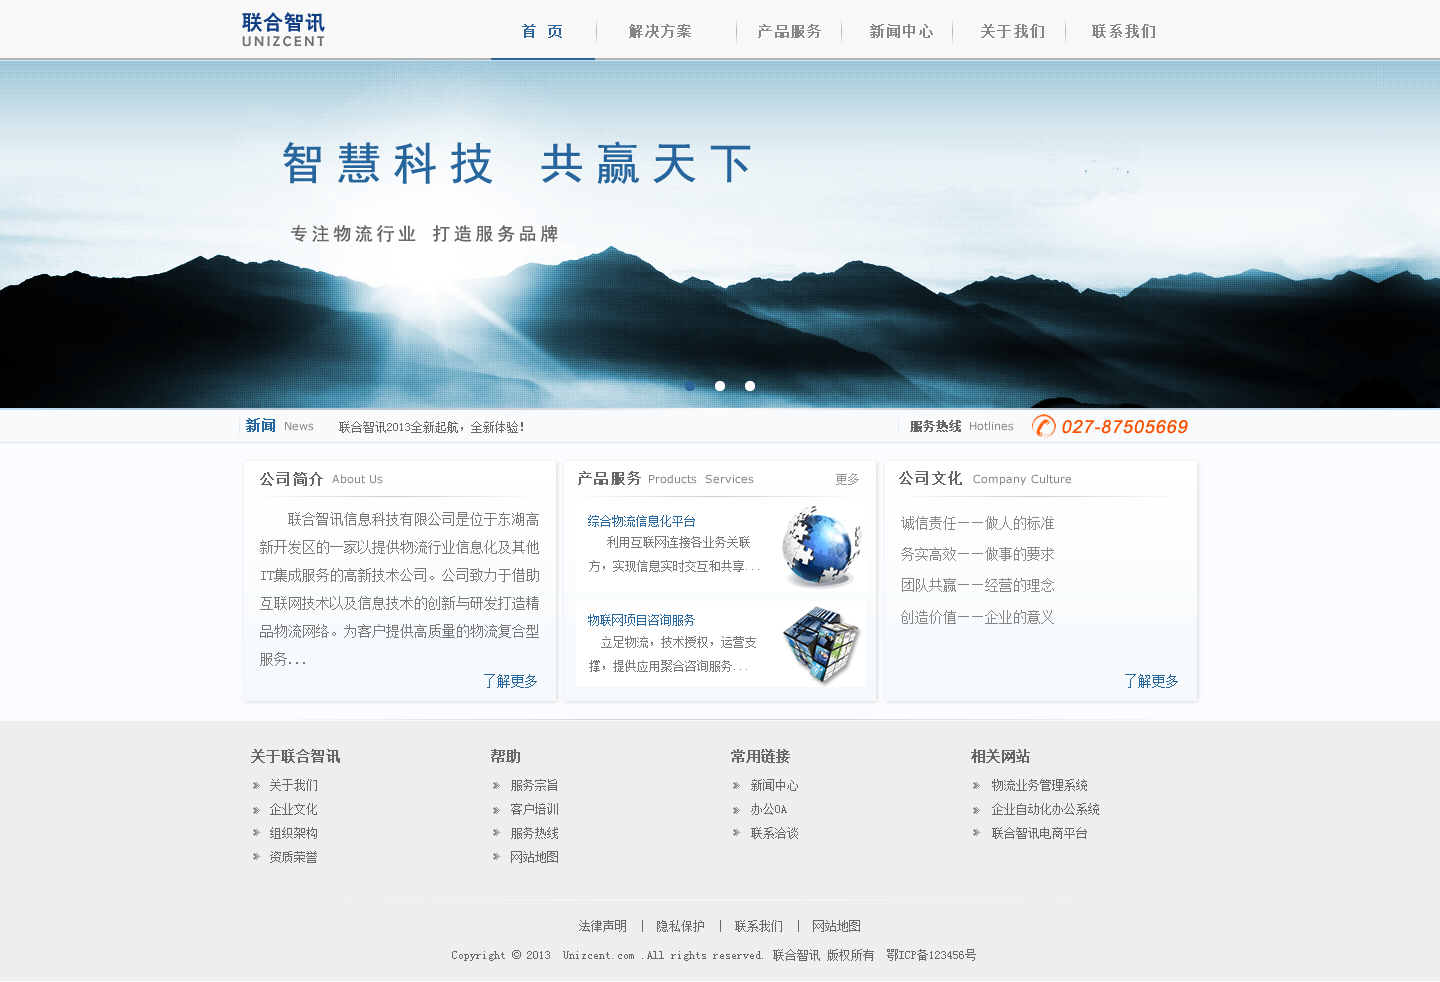 联合智讯
UNIZCENT
首 页
解决方案
产品服务
新闻中心
关于我们
联系我们
智慧科技 共赢天下
专注物流行业 打造服务品牌
新闻 News 联合智讯2013全新起航，全新体验！
服务热线 Hotlines 027-87505669
公司简介 About Us
联合智讯信息科技有限公司是位于东湖高
新开发区的一家以提供物流行业信息化及其他
IT集成服务的高新技术公司。公司致力于借助
互联网技术以及信息技术的创新与研发打造精
品物流网络。为客户提供高质量的物流复合型
服务...
了解更多
产品服务 Products Services 更多
综合物流信息化平台
利用互联网连接各业务关联
方，实现信息实时交互和共享...
物联网项目咨询服务
立足物流，技术授权，运营支
撑，提供应用聚合咨询服务...
公司文化 Company Culture
诚信责任——做人的标准
务实高效——做事的要求
团队共赢——经营的理念
创造价值——企业的意义
了解更多
关于联合智讯
关于我们
企业文化
组织架构
资质荣誉
帮助
服务宗旨
客户培训
服务热线
网站地图
常用链接
新闻中心
办公OA
联系洽谈
相关网站
物流业务管理系统
企业自动化办公系统
联合智讯电商平台
法律声明 | 隐私保护 | 联系我们 | 网站地图
Copyright © 2013 Unizcent.com .All rights reserved. 联合智讯 版权所有 鄂ICP备123456号